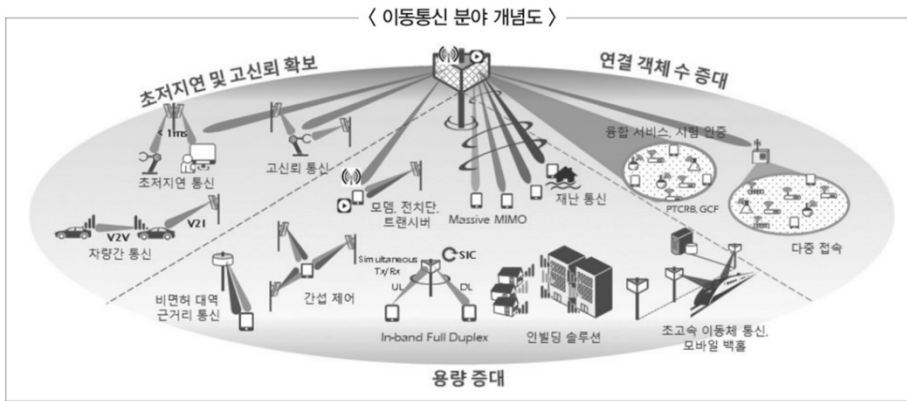 〈 이동통신 분야 개념도 〉
초저지연 및 고신뢰 확보
연결 객체 수 증대
< 1ms
초저지연 통신
고신뢰 통신
융합 서비스, 시험 인증
PTCRB, GCF
다중 접속
모뎀, 전치단,
트랜시버
Massive MIMO
재난 통신
V2V
V2I
차량간 통신
비면허 대역
근거리 통신
간섭 제어
Simultaneous
Tx/Rx
SIC
UL
DL
In-band Full Duplex
인빌딩 솔루션
초고속 이동체 통신,
모바일 백홀
용량 증대